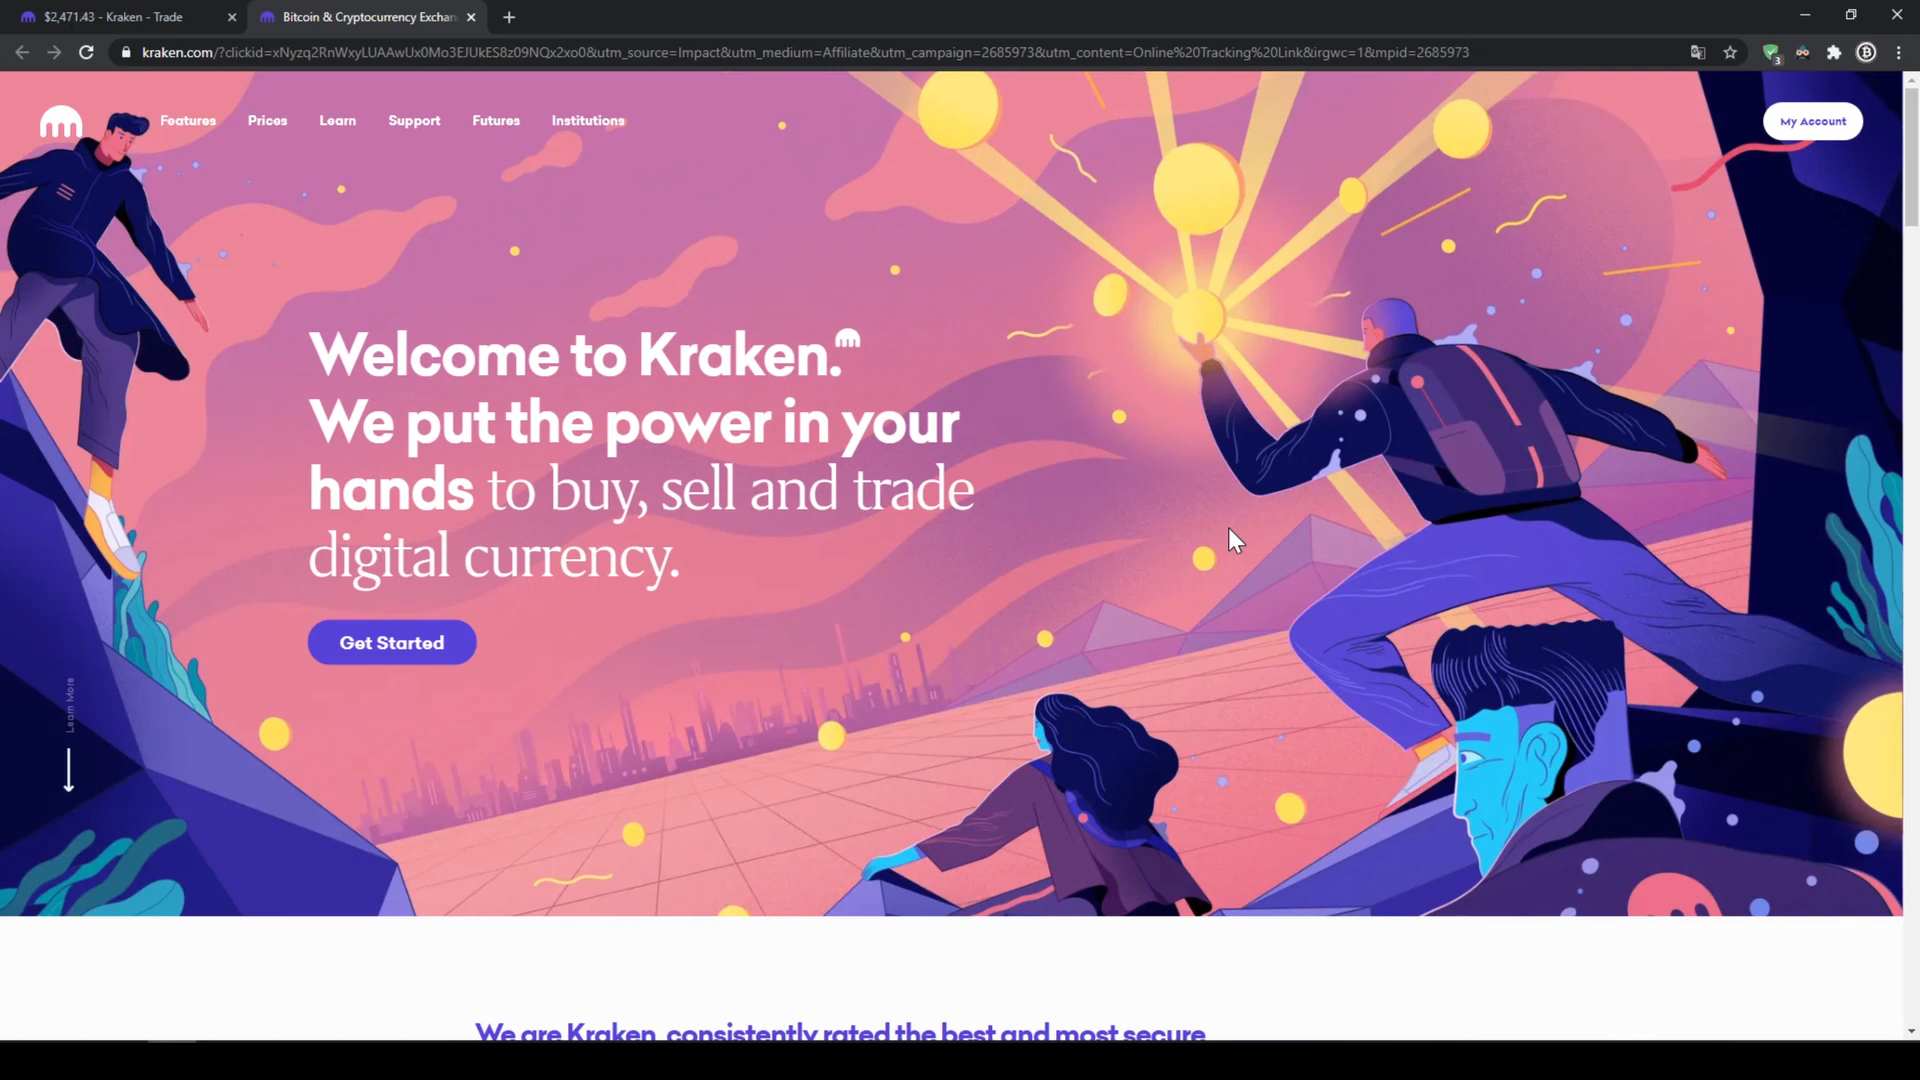 $2,471.43 - Kraken - Trade
Bitcoin & Cryptocurrency Exchan
kraken.com/?clickid=xNyzq2RnWxyLUAAwUx0Mo3EJUkES8z09NQx2xo0&utm_source=Impact&utm_medium=Affiliate&utm_campaign=2685973&utm_content=Online%20Tracking%20Link&irgwc=1&mpid=2685973
3
Features Prices Learn Support Futures Institutions
My Account
Welcome to Kraken.
We put the power in your
hands to buy, sell and trade
digital currency.
Get Started
Learn More
We are Kraken, consistently rated the best and most secure